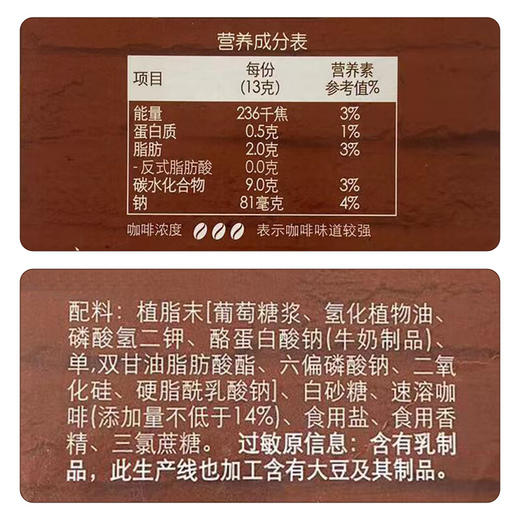 营养成分表
项目 每份 (13克) 营养素 参考值%
能量 236千焦 3%
蛋白质 0.5克 1%
脂肪 2.0克 3%
- 反式脂肪酸 0.0克
碳水化合物 9.0克 3%
钠 81毫克 4%
咖啡浓度 表示咖啡味道较强
配料：植脂末[葡萄糖浆、氢化植物油、
磷酸氢二钾、酪蛋白酸钠(牛奶制品)、
单,双甘油脂肪酸酯、六偏磷酸钠、二氧
化硅、硬脂酰乳酸钠]、白砂糖、速溶咖
啡(添加量不低于14%)、食用盐、食用香
精、三氯蔗糖。过敏原信息：含有乳制
品，此生产线也加工含有大豆及其制品。